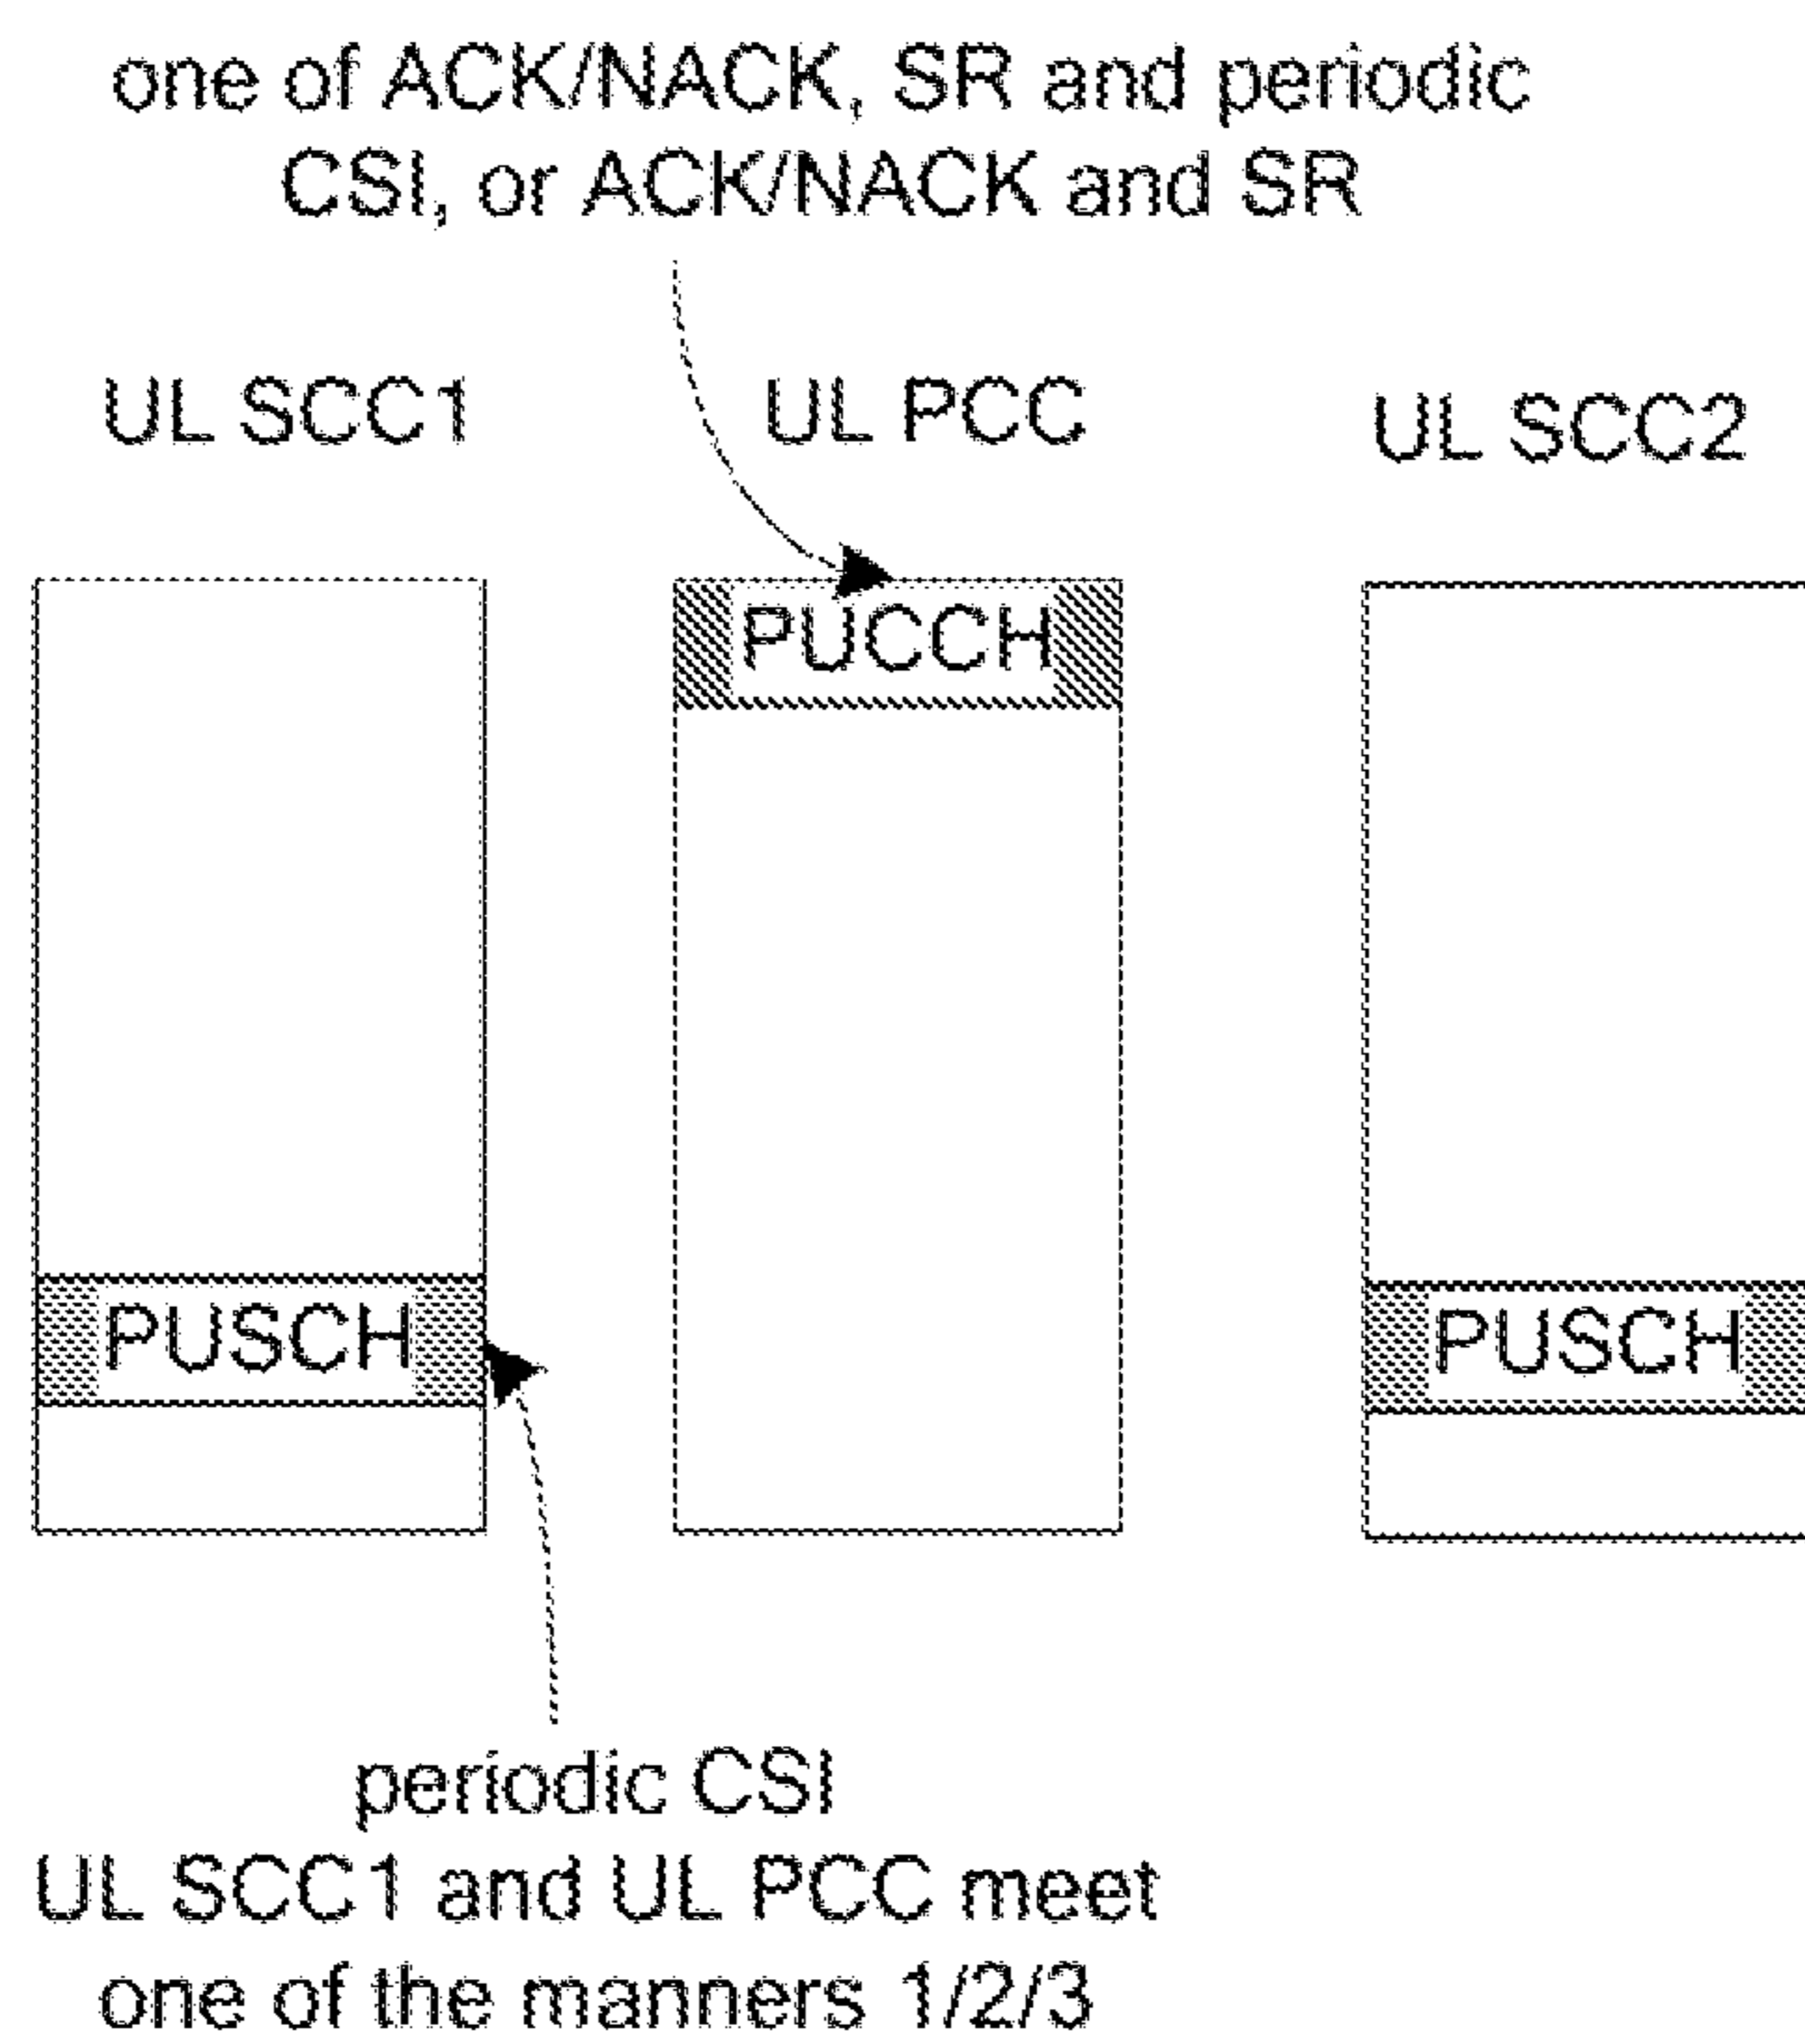 one of ACK/NACK, SR and periodic
CSI, or ACK/NACK and SR
UL SCC1
UL PCC
UL SCC2
PUCCH
PUSCH
PUSCH
periodic CSI
UL SCC1 and UL PCC meet
one of the manners 1/2/3